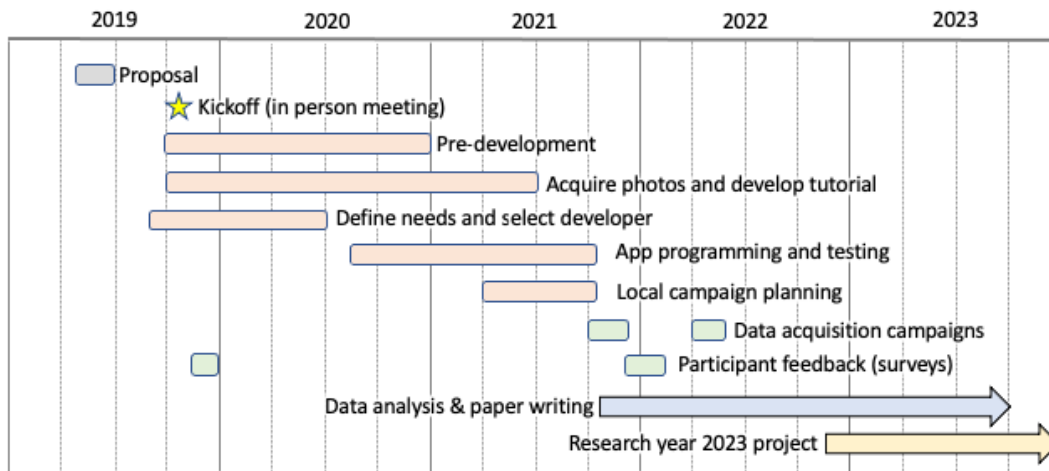 2019 2020 2021 2022 2023
Proposal
Kickoff (in person meeting)
Pre-development
Acquire photos and develop tutorial
Define needs and select developer
App programming and testing
Local campaign planning
Data acquisition campaigns
Participant feedback (surveys)
Data analysis & paper writing
Research year 2023 project